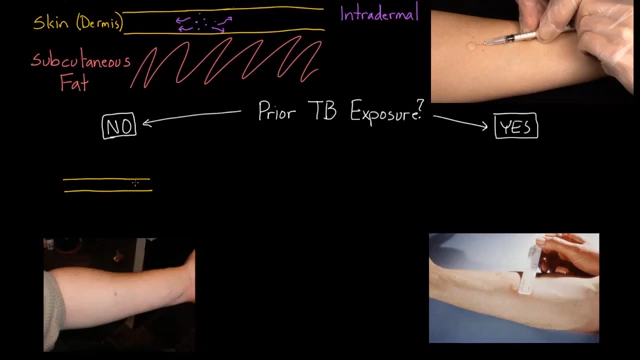 Skin (Dermis)
Intradermal
Subcutaneous
Fat
Prior TB Exposure?
NO
YES